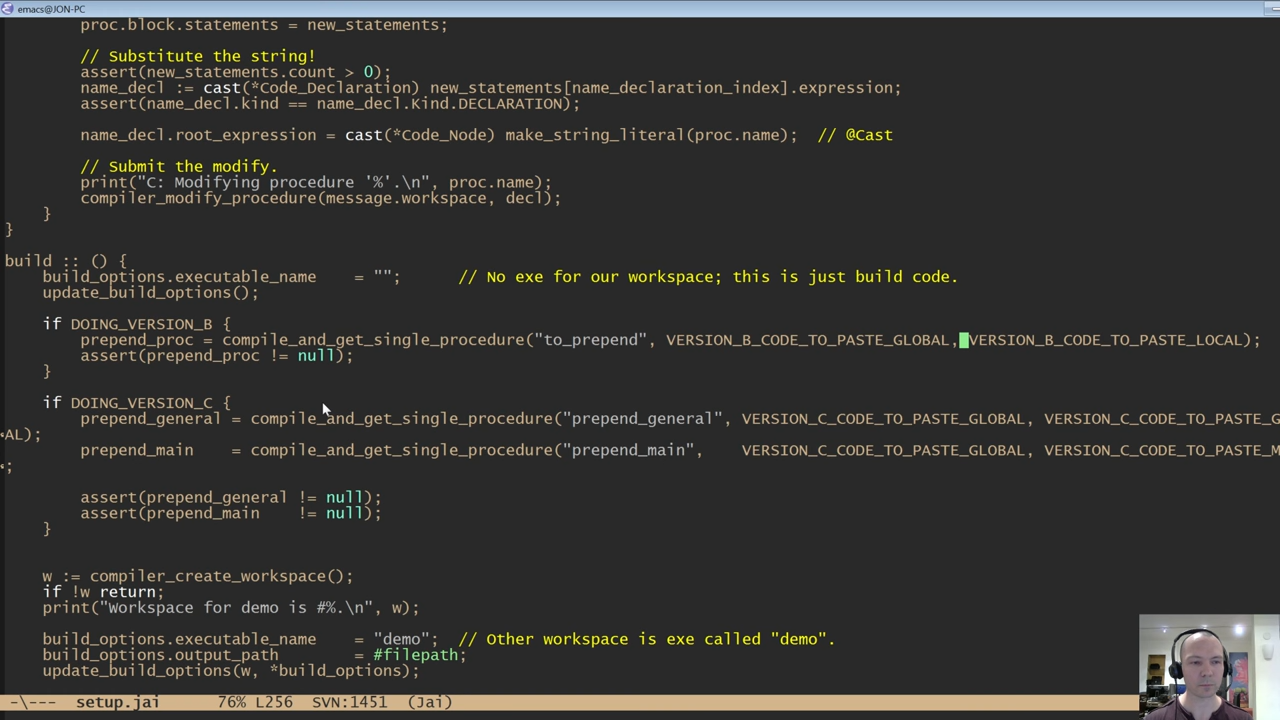 emacs@JON-PC
proc.block.statements = new_statements;
// Substitute the string!
assert(new_statements.count > 0);
name_decl := cast(*Code_Declaration) new_statements[name_declaration_index].expression;
assert(name_decl.kind == name_decl.Kind.DECLARATION);
name_decl.root_expression = cast(*Code_Node) make_string_literal(proc.name);  // @Cast
// Submit the modify.
print("C: Modifying procedure '%'.\n", proc.name);
compiler_modify_procedure(message.workspace, decl);
}
}
build :: () {
build_options.executable_name    = "";      // No exe for our workspace; this is just build code.
update_build_options();
if DOING_VERSION_B {
prepend_proc = compile_and_get_single_procedure("to_prepend", VERSION_B_CODE_TO_PASTE_GLOBAL, VERSION_B_CODE_TO_PASTE_LOCAL);
assert(prepend_proc != null);
}
if DOING_VERSION_C {
prepend_general = compile_and_get_single_procedure("prepend_general", VERSION_C_CODE_TO_PASTE_GLOBAL, VERSION_C_CODE_TO_PASTE_G
AL);
prepend_main    = compile_and_get_single_procedure("prepend_main",    VERSION_C_CODE_TO_PASTE_GLOBAL, VERSION_C_CODE_TO_PASTE_M
;
assert(prepend_general != null);
assert(prepend_main    != null);
}
w := compiler_create_workspace();
if !w return;
print("Workspace for demo is #%.\n", w);
build_options.executable_name    = "demo";  // Other workspace is exe called "demo".
build_options.output_path        = #filepath;
update_build_options(w, *build_options);
-\---  setup.jai      76% L256  SVN:1451  (Jai)